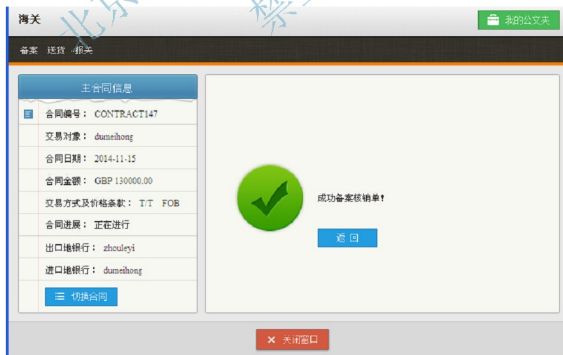 海关
我的公文夹
备案 送货 报关
主合同信息
合同编号： CONTRACT147
交易对象： dumeihong
合同日期： 2014-11-15
合同金额： GBP 130000.00
交易方式及价格条款： T/T FOB
合同进展： 正在进行
出口地银行： zhouleyi
进口地银行： dumeihong
切换合同
成功备案核销单！
返 回
关闭窗口
北京
禁